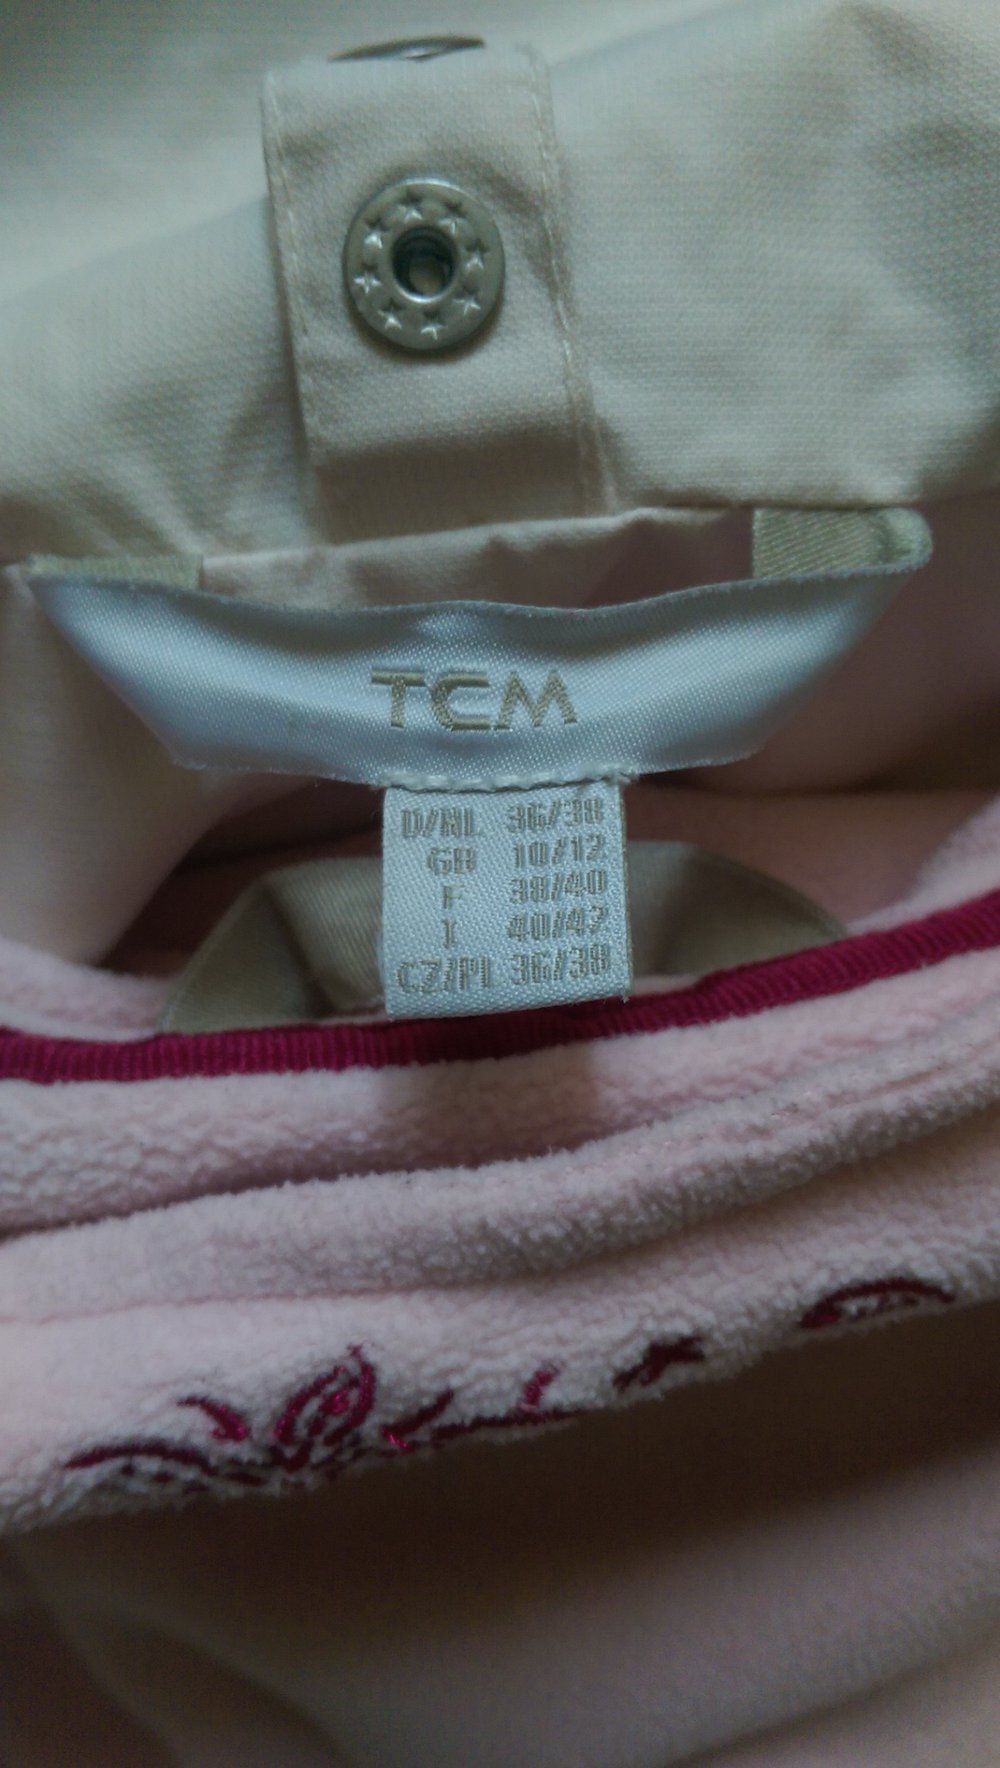 TCM
D/NL 36/38
GB 10/12
F 38/40
I 40/42
CZ/PL 36/38